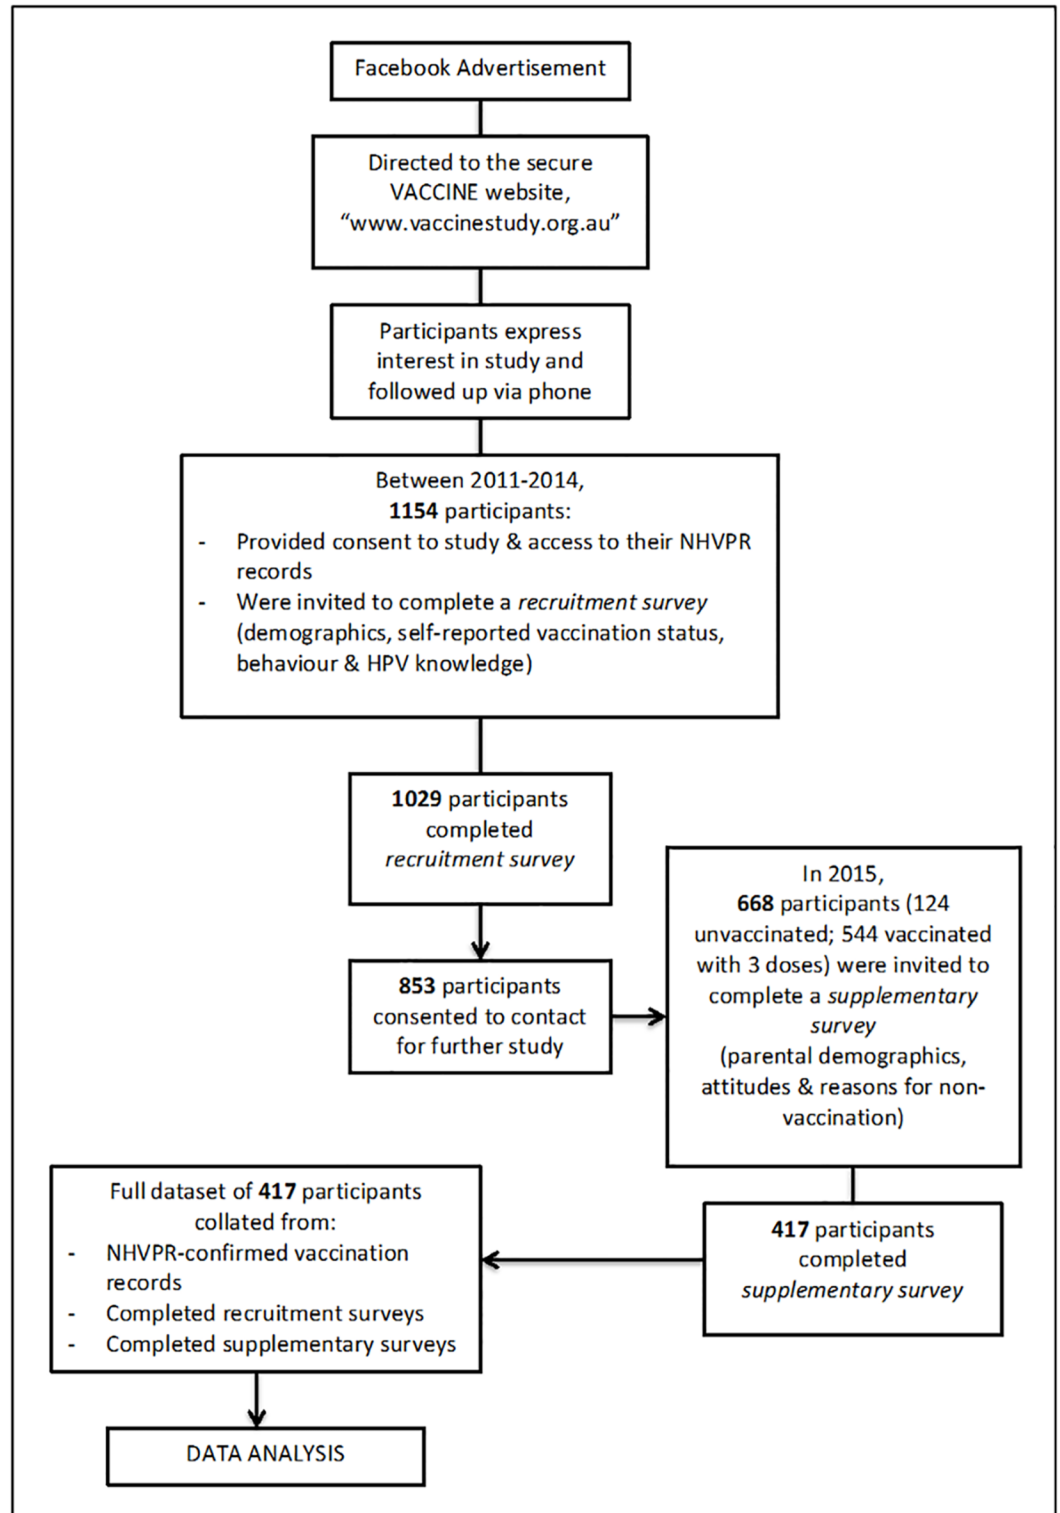 Facebook Advertisement
Directed to the secure
VACCINE website,
“www.vaccinestudy.org.au”
Participants express
interest in study and
followed up via phone
Between 2011-2014,
1154 participants:
- Provided consent to study & access to their NHVPR
records
- Were invited to complete a recruitment survey
(demographics, self-reported vaccination status,
behaviour & HPV knowledge)
1029 participants
completed
recruitment survey
853 participants
consented to contact
for further study
In 2015,
668 participants (124
unvaccinated; 544 vaccinated
with 3 doses) were invited to
complete a supplementary
survey
(parental demographics,
attitudes & reasons for non-
vaccination)
417 participants
completed
supplementary survey
Full dataset of 417 participants
collated from:
- NHVPR-confirmed vaccination
records
- Completed recruitment surveys
- Completed supplementary surveys
DATA ANALYSIS